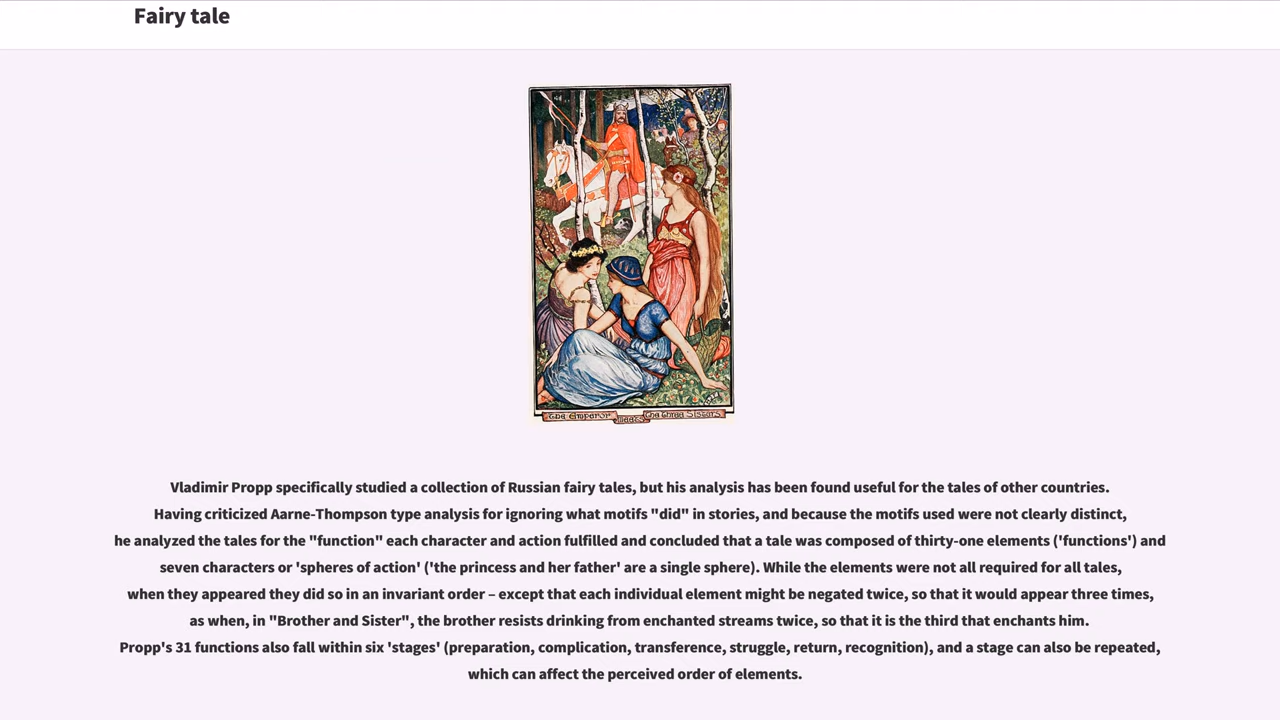 Fairy tale
The Emperor meets the three Sisters
Vladimir Propp specifically studied a collection of Russian fairy tales, but his analysis has been found useful for the tales of other countries.
Having criticized Aarne-Thompson type analysis for ignoring what motifs "did" in stories, and because the motifs used were not clearly distinct,
he analyzed the tales for the "function" each character and action fulfilled and concluded that a tale was composed of thirty-one elements ('functions') and
seven characters or 'spheres of action' ('the princess and her father' are a single sphere). While the elements were not all required for all tales,
when they appeared they did so in an invariant order – except that each individual element might be negated twice, so that it would appear three times,
as when, in "Brother and Sister", the brother resists drinking from enchanted streams twice, so that it is the third that enchants him.
Propp's 31 functions also fall within six 'stages' (preparation, complication, transference, struggle, return, recognition), and a stage can also be repeated,
which can affect the perceived order of elements.